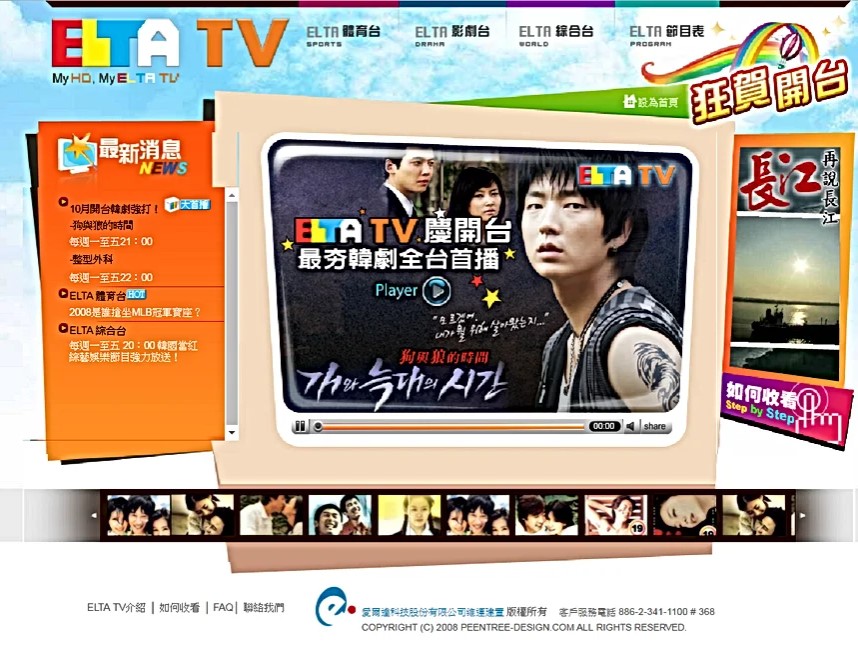 ELTA TV
My HD, My ELTA TV
ELTA 體育台
SPORTS
ELTA 影劇台
DRAMA
ELTA 綜合台
WORLD
ELTA 節目表
PROGRAM
狂賀開台
設為首頁
最新消息
NEWS
10月開台韓劇強打！ 大首播
-狗與狼的時間
每週一至五21：00
-整型外科
每週一至五22：00
ELTA 體育台HOT
2008是誰搶坐MLB冠軍寶座？
ELTA 綜合台
每週一至五 20：00 韓國當紅
綜藝娛樂節目強力放送！
ELTA TV
ELTA TV.慶開台
最夯韓劇全台首播
Player
狗與狼的時間
개와 늑대의 시간
00:00
share
長江
再說長江
如何收看
Step by Step
19
19
ELTA TV介紹 | 如何收看 | FAQ | 聯絡我們
愛爾達科技股份有限公司維運建置 版權所有 客戶服務電話 886-2-341-1100 # 368
COPYRIGHT (C) 2008 PEENTREE-DESIGN.COM ALL RIGHTS RESERVED.